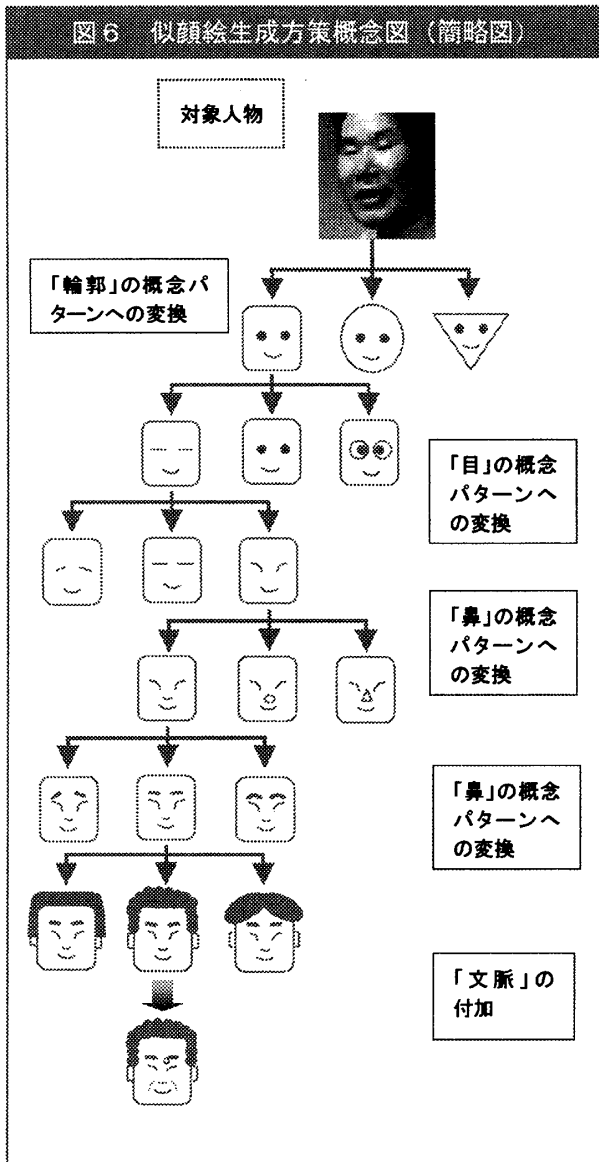 図６　似顔絵生成方策概念図（簡略図）
対象人物
「輪郭」の概念パ
ターンへの変換
「目」の概念
パターンへ
の変換
「鼻」の概念
パターンへ
の変換
「鼻」の概念
パターンへ
の変換
「文脈」の
付加